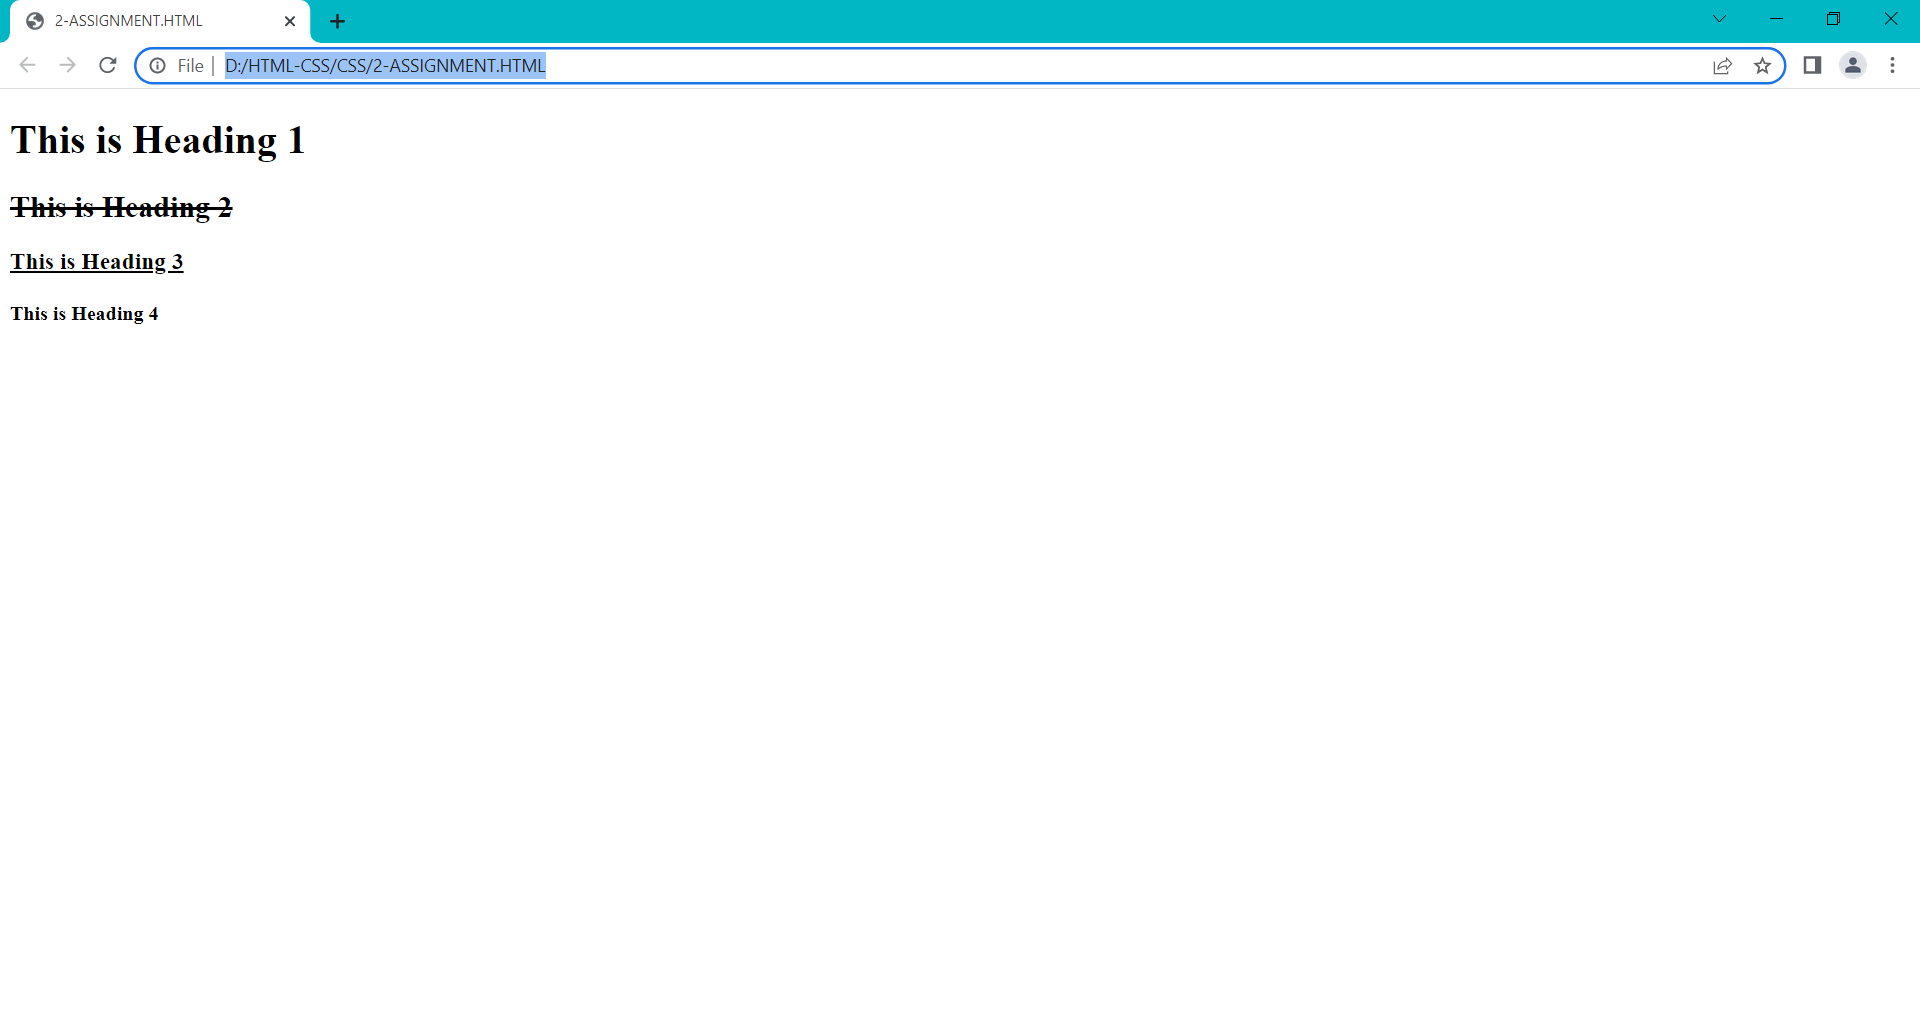 2-ASSIGNMENT.HTML
File | D:/HTML-CSS/CSS/2-ASSIGNMENT.HTML
This is Heading 1
This is Heading 2
This is Heading 3
This is Heading 4